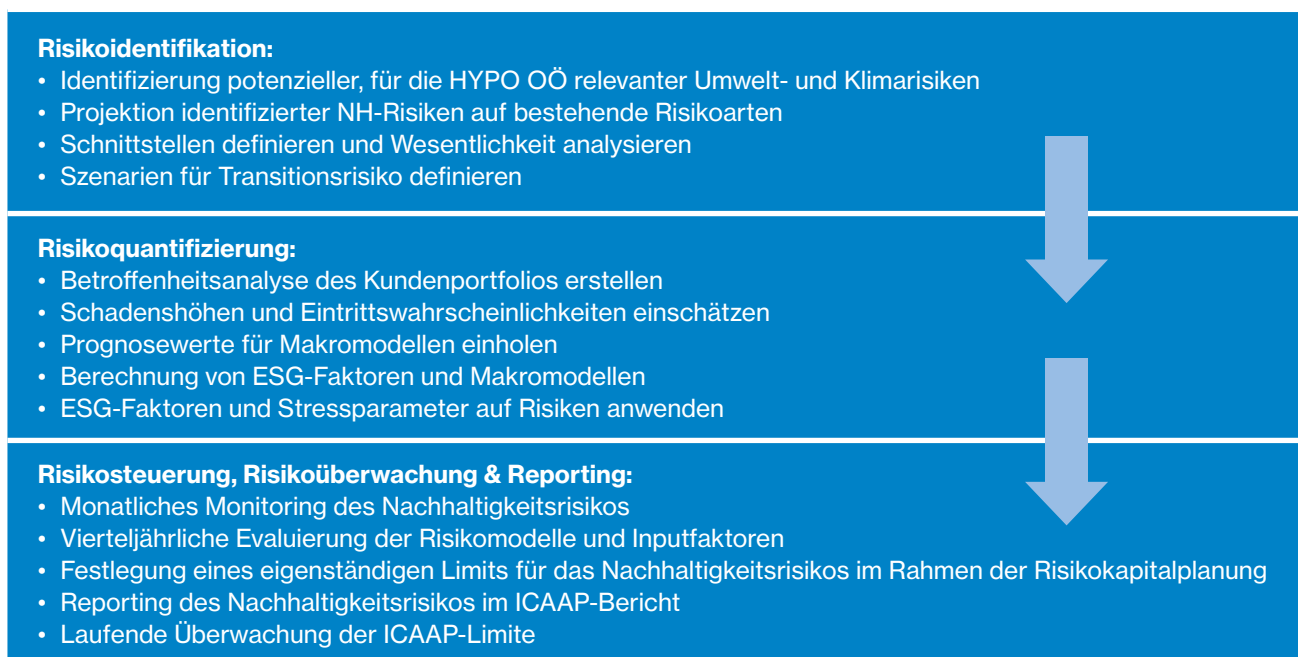 Risikoidentifikation:
• Identifizierung potenzieller, für die HYPO OÖ relevanter Umwelt- und Klimarisiken
• Projektion identifizierter NH-Risiken auf bestehende Risikoarten
• Schnittstellen definieren und Wesentlichkeit analysieren
• Szenarien für Transitionsrisiko definieren
Risikoquantifizierung:
• Betroffenheitsanalyse des Kundenportfolios erstellen
• Schadenshöhen und Eintrittswahrscheinlichkeiten einschätzen
• Prognosewerte für Makromodellen einholen
• Berechnung von ESG-Faktoren und Makromodellen
• ESG-Faktoren und Stressparameter auf Risiken anwenden
Risikosteuerung, Risikoüberwachung & Reporting:
• Monatliches Monitoring des Nachhaltigkeitsrisikos
• Vierteljährliche Evaluierung der Risikomodelle und Inputfaktoren
• Festlegung eines eigenständigen Limits für das Nachhaltigkeitsrisikos im Rahmen der Risikokapitalplanung
• Reporting des Nachhaltigkeitsrisikos im ICAAP-Bericht
• Laufende Überwachung der ICAAP-Limite